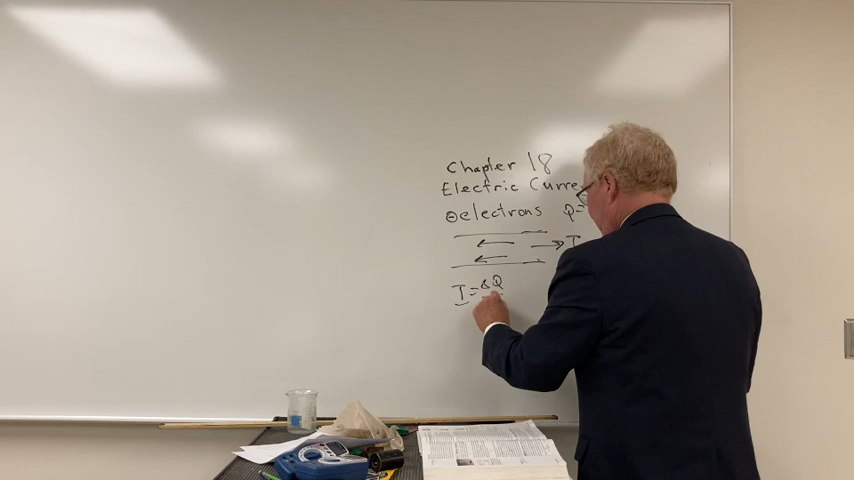 Chapter 18
Electric Curre
⊖electrons Q=
I
I=ΔQ